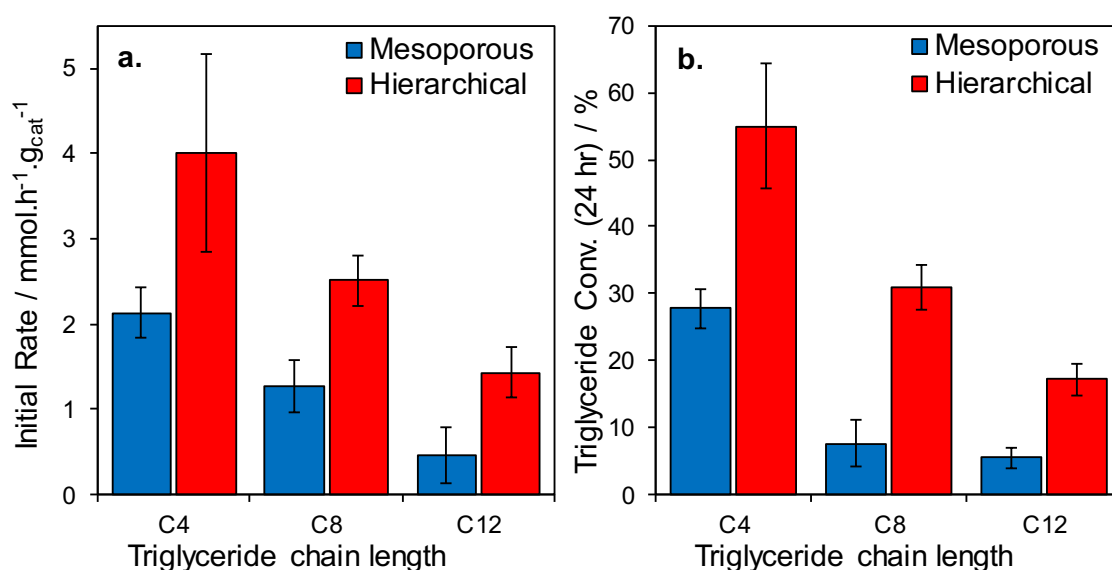 a.
Mesoporous
Hierarchical
Initial Rate / mmol.h⁻¹.g_cat⁻¹
5
4
3
2
1
0
C4 C8 C12
Triglyceride chain length
b.
Mesoporous
Hierarchical
Triglyceride Conv. (24 hr) / %
70
60
50
40
30
20
10
0
C4 C8 C12
Triglyceride chain length